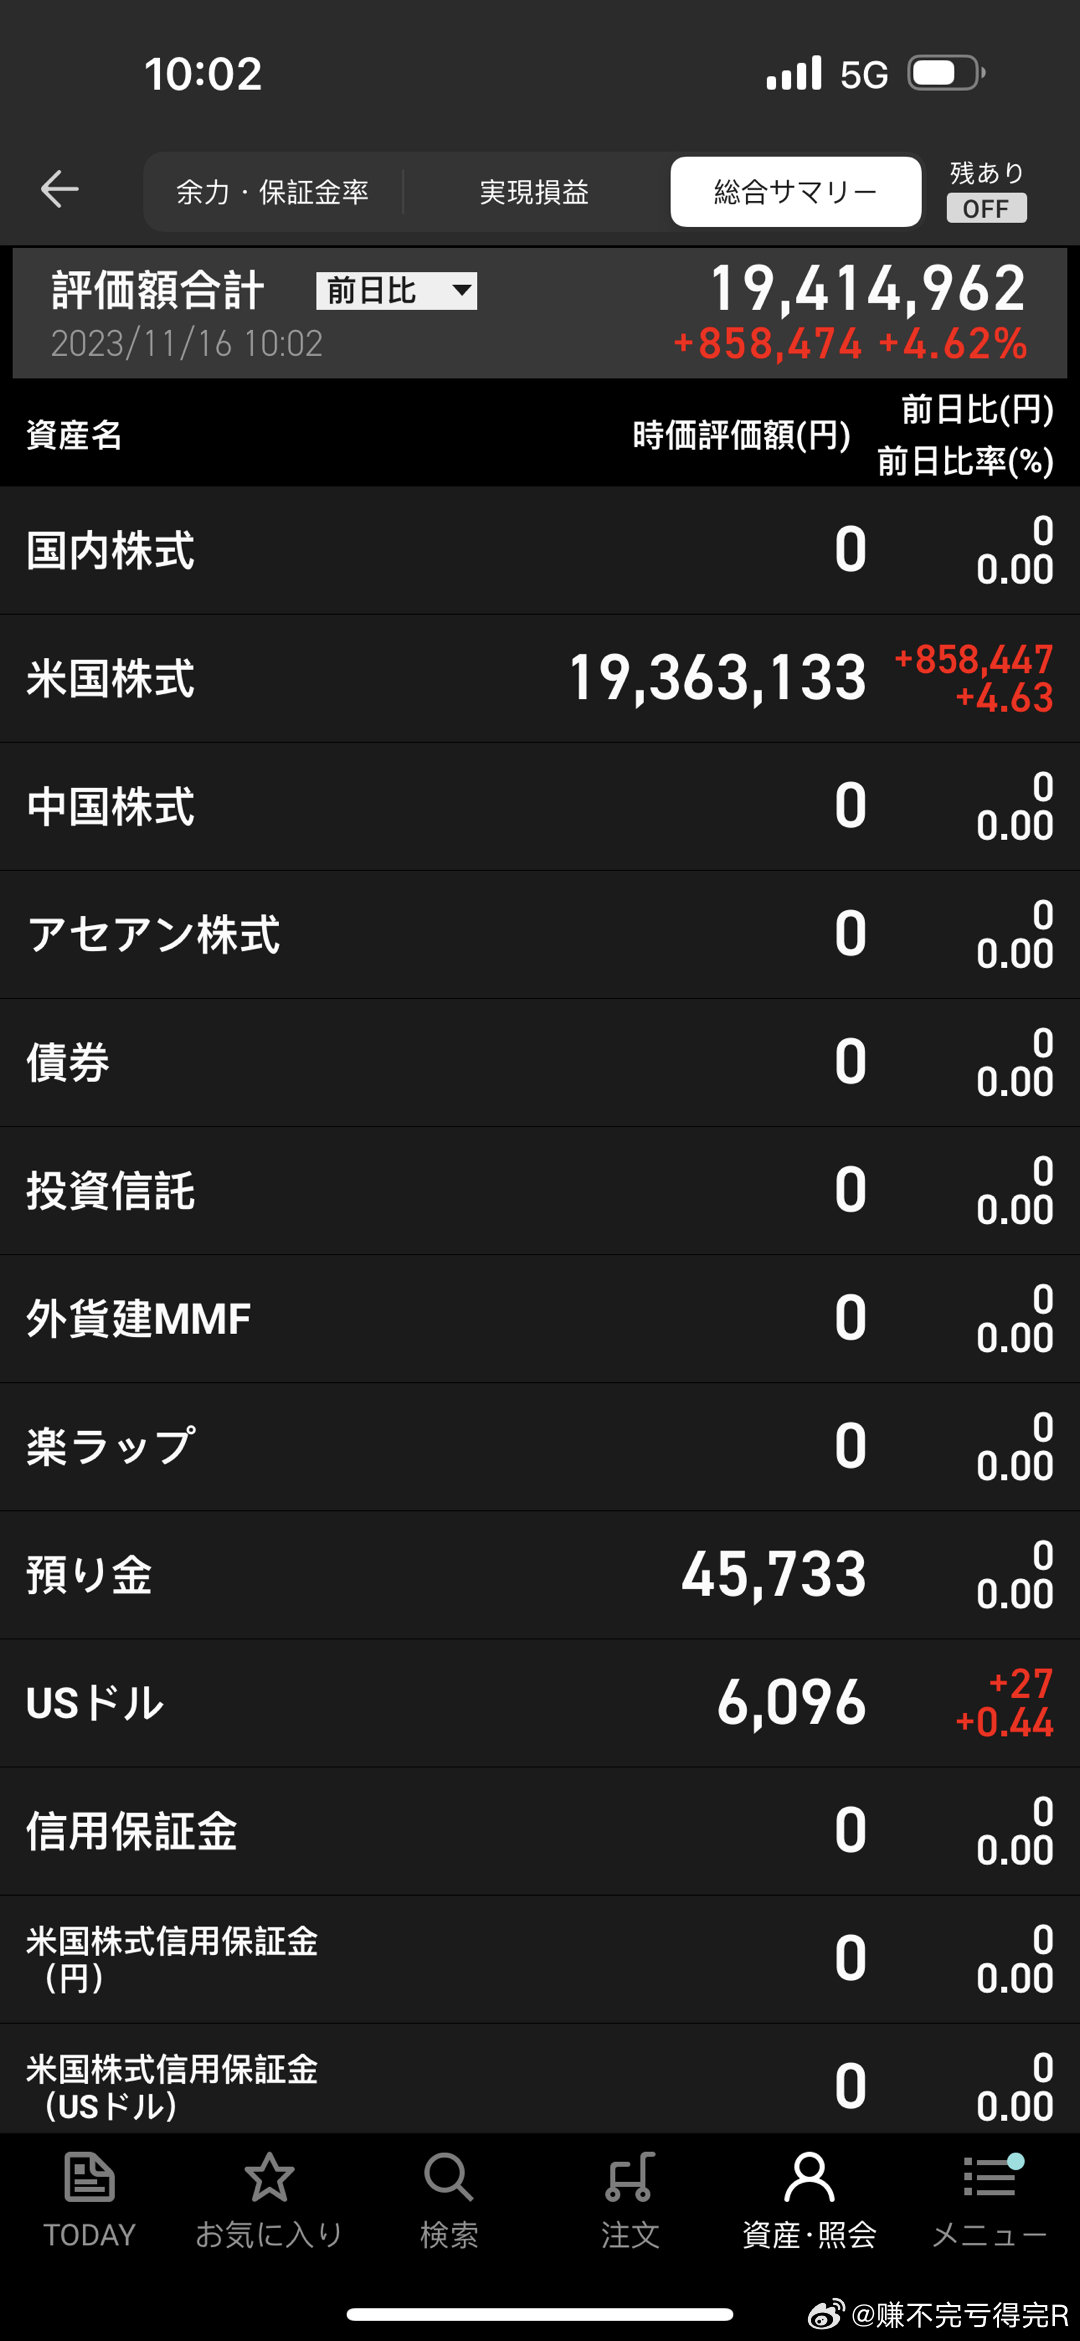 10:02
5G
余力・保証金率 実現損益 総合サマリー 残あり
OFF
評価額合計 前日比 19,414,962
2023/11/16 10:02 +858,474 +4.62%
資産名 時価評価額(円) 前日比(円)
前日比率(%)
国内株式 0 0
0.00
米国株式 19,363,133 +858,447
+4.63
中国株式 0 0
0.00
アセアン株式 0 0
0.00
債券 0 0
0.00
投資信託 0 0
0.00
外貨建MMF 0 0
0.00
楽ラップ 0 0
0.00
預り金 45,733 0
0.00
USドル 6,096 +27
+0.44
信用保証金 0 0
0.00
米国株式信用保証金
(円) 0 0
0.00
米国株式信用保証金
(USドル) 0 0
0.00
TODAY お気に入り 検索 注文 資産・照会 メニュー
@赚不完亏得完R